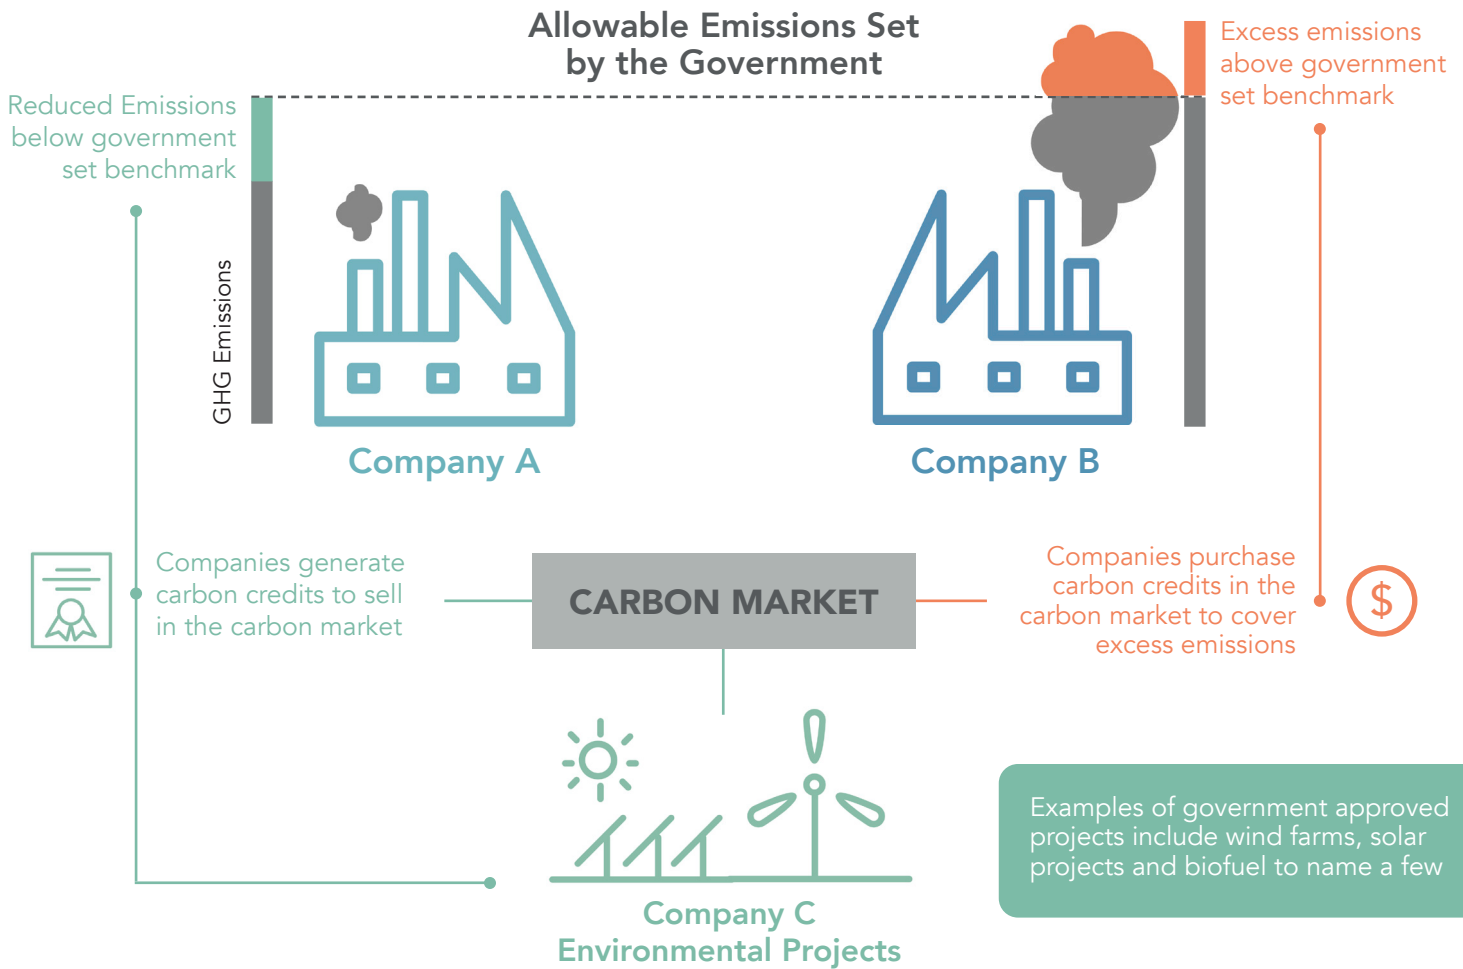 Allowable Emissions Set
by the Government
Reduced Emissions
below government
set benchmark
Excess emissions
above government
set benchmark
GHG Emissions
Company A
Company B
Companies generate
carbon credits to sell
in the carbon market
CARBON MARKET
Companies purchase
carbon credits in the
carbon market to cover
excess emissions
$
Examples of government approved
projects include wind farms, solar
projects and biofuel to name a few
Company C
Environmental Projects